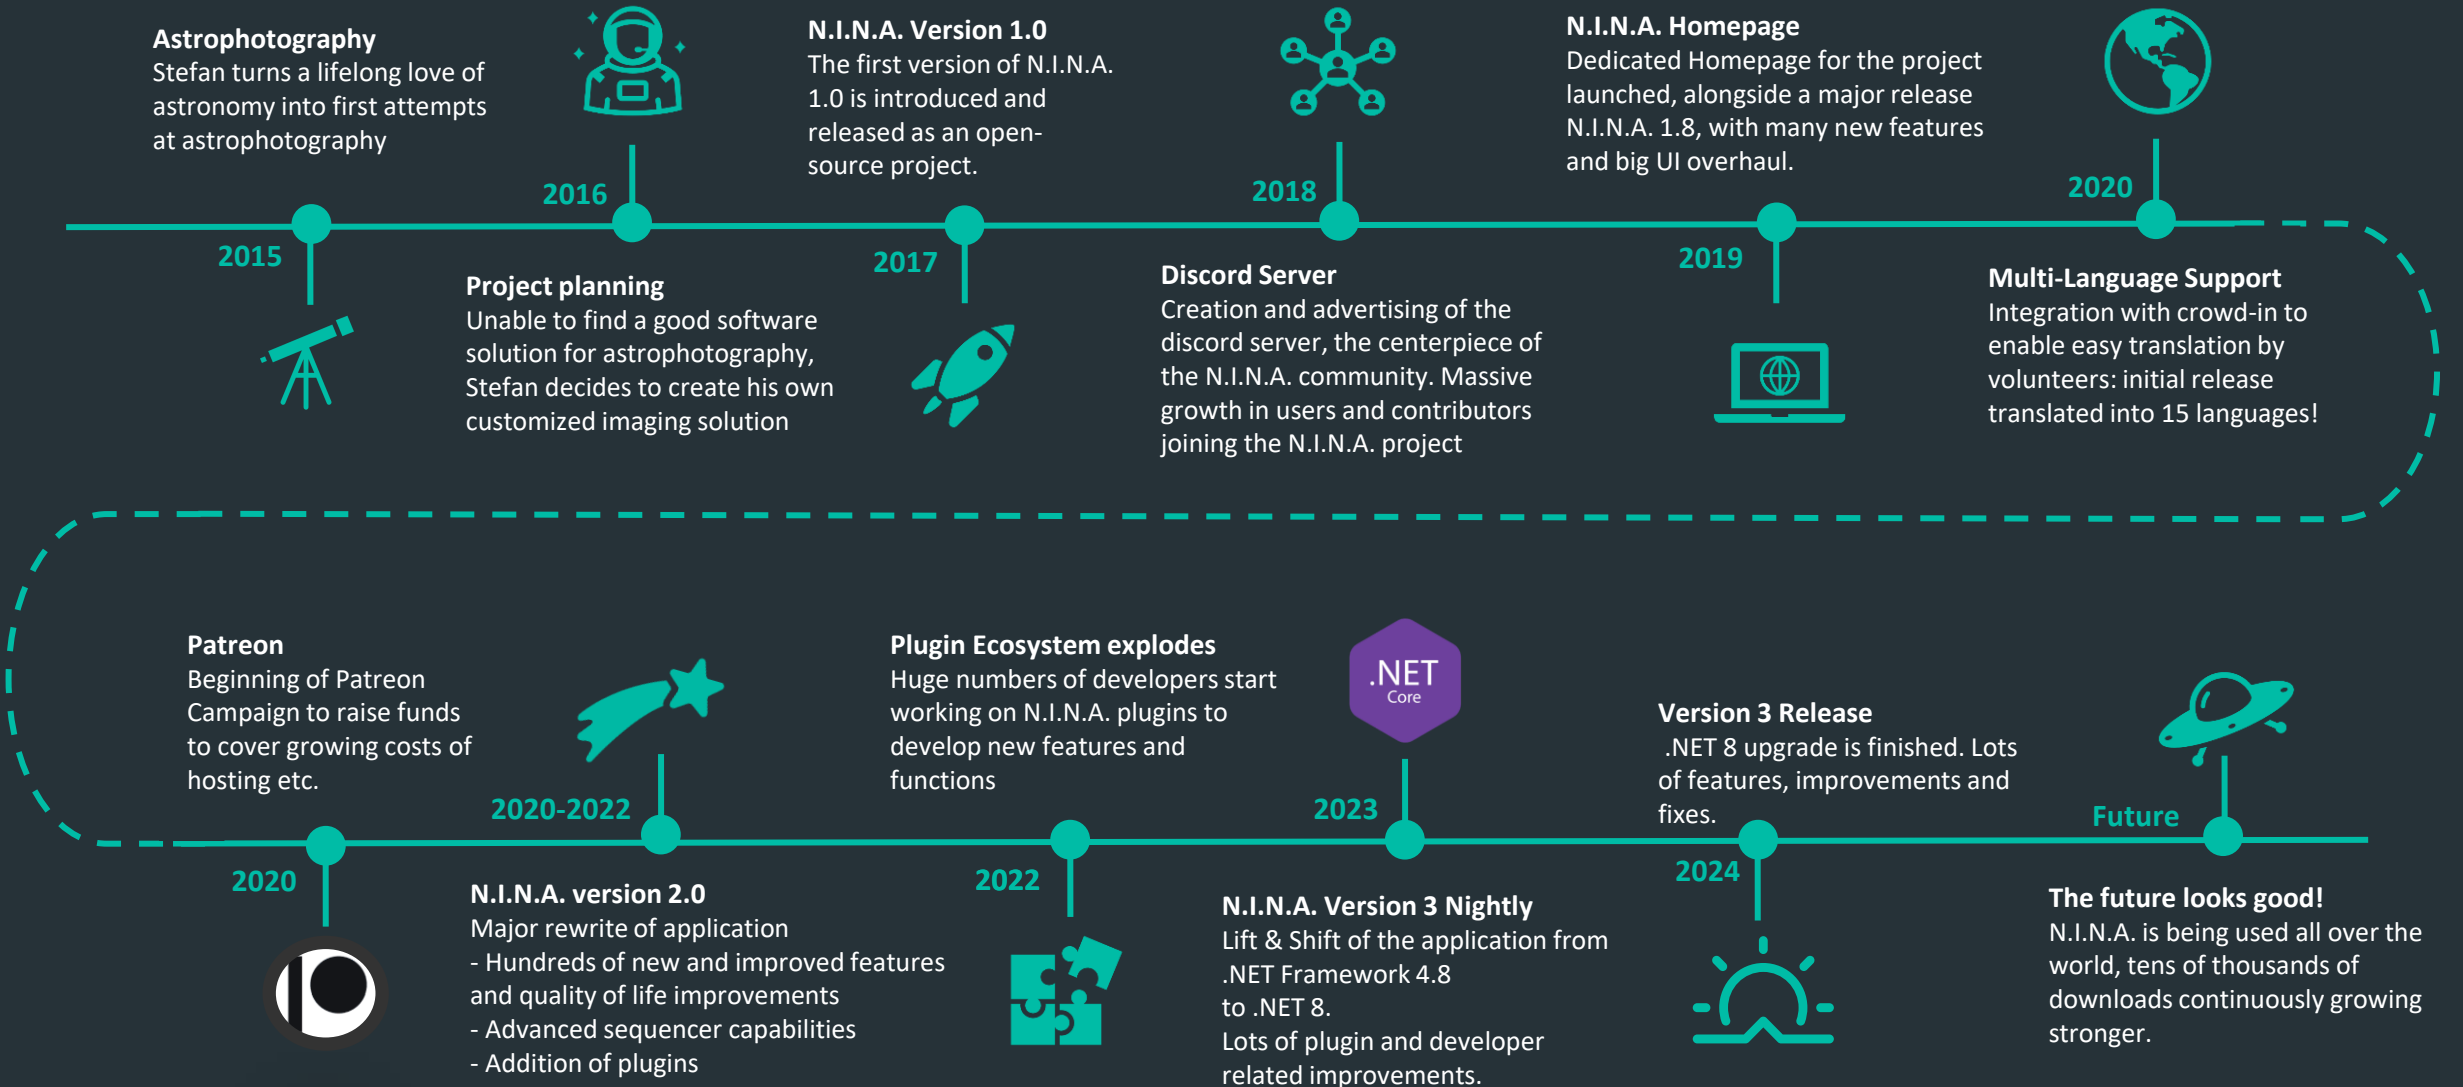 Astrophotography
Stefan turns a lifelong love of
astronomy into first attempts
at astrophotography
2015
2016
Project planning
Unable to find a good software
solution for astrophotography,
Stefan decides to create his own
customized imaging solution
N.I.N.A. Version 1.0
The first version of N.I.N.A.
1.0 is introduced and
released as an open-
source project.
2017
2018
Discord Server
Creation and advertising of the
discord server, the centerpiece of
the N.I.N.A. community. Massive
growth in users and contributors
joining the N.I.N.A. project
N.I.N.A. Homepage
Dedicated Homepage for the project
launched, alongside a major release
N.I.N.A. 1.8, with many new features
and big UI overhaul.
2019
2020
Multi-Language Support
Integration with crowd-in to
enable easy translation by
volunteers: initial release
translated into 15 languages!
Patreon
Beginning of Patreon
Campaign to raise funds
to cover growing costs of
hosting etc.
2020
2020-2022
N.I.N.A. version 2.0
Major rewrite of application
- Hundreds of new and improved features
and quality of life improvements
- Advanced sequencer capabilities
- Addition of plugins
Plugin Ecosystem explodes
Huge numbers of developers start
working on N.I.N.A. plugins to
develop new features and
functions
2022
.NET
Core
2023
N.I.N.A. Version 3 Nightly
Lift & Shift of the application from
.NET Framework 4.8
to .NET 8.
Lots of plugin and developer
related improvements.
Version 3 Release
.NET 8 upgrade is finished. Lots
of features, improvements and
fixes.
2024
Future
The future looks good!
N.I.N.A. is being used all over the
world, tens of thousands of
downloads continuously growing
stronger.